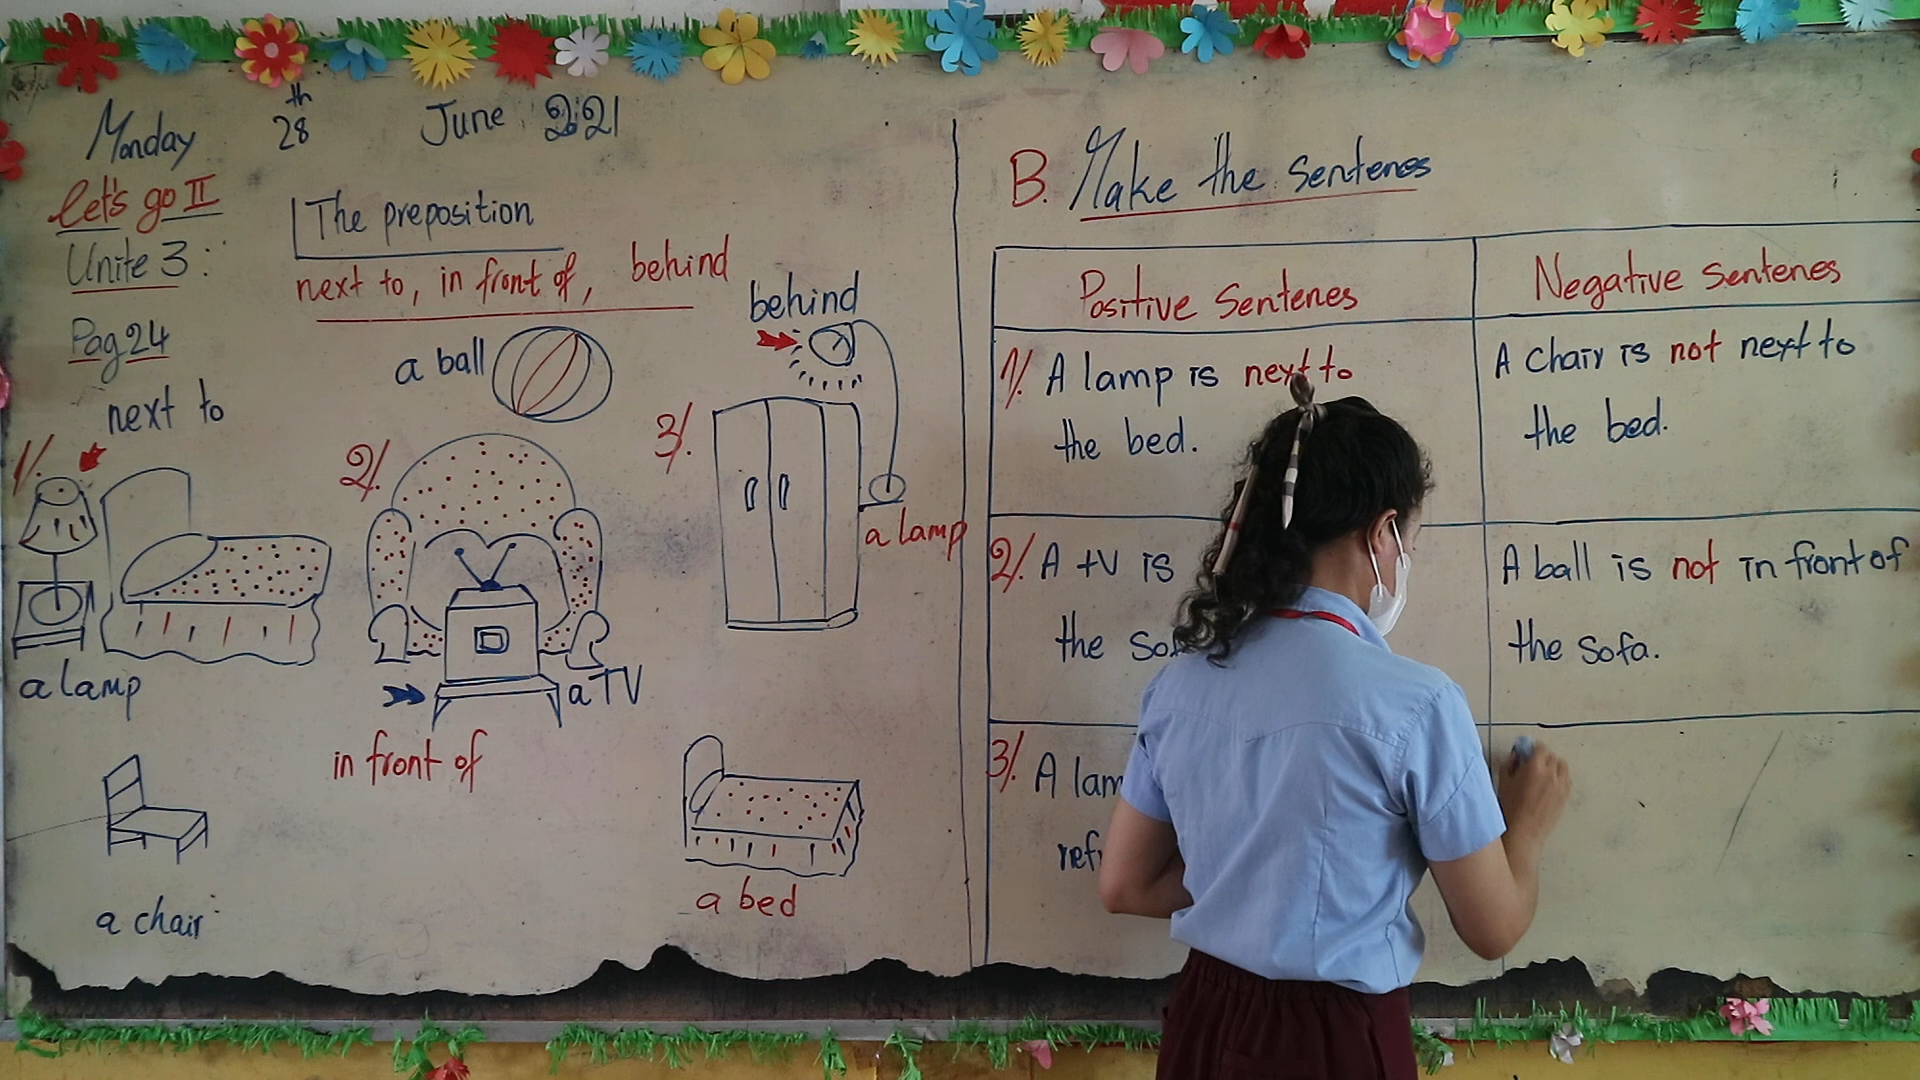 Monday 28th June 2021
Let's go II
Unite 3:
Pag 24
The preposition
next to, in front of, behind
next to
1/.
a lamp
a chair
a ball
2/.
a TV
in front of
behind
3/.
a lamp
a bed
B. Make the Sentenes
Positive Sentenes
Negative Sentenes
1/. A lamp is next to
the bed.
A chair is not next to
the bed.
2/. A tv is
the
A ball is not in front of
the sofa.
3/. A